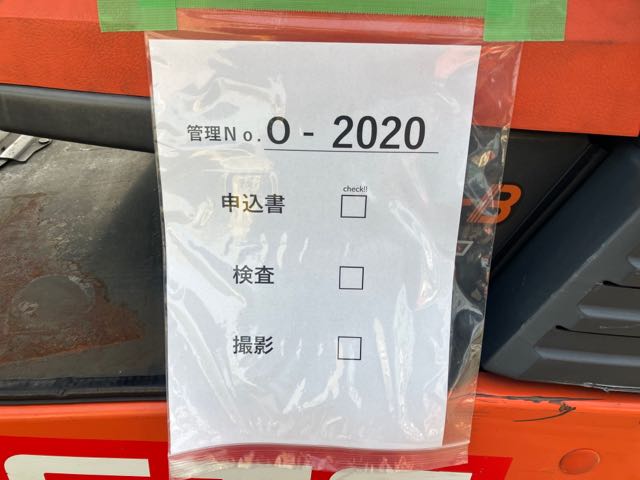 管理No.O - 2020
check!!
申込書 □
検査 □
撮影 □